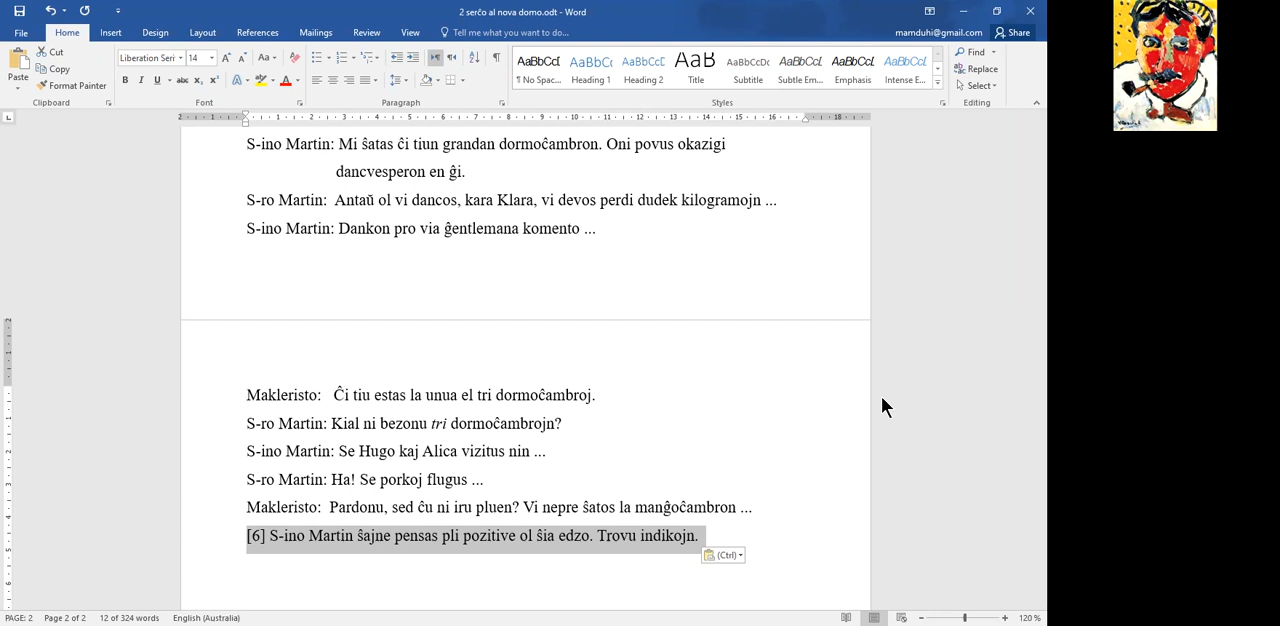 2 serĉo al nova domo.odt - Word
File Home Insert Design Layout References Mailings Review View Tell me what you want to do... mamduhi@gmail.com Share
Paste Cut Copy Format Painter
Liberation Seri 14
AaBbCcI AaBbCc AaBbCcD AaB AaBbCcDc AaBbCcL AaBbCcL AaBbCcL
¶ No Spac... Heading 1 Heading 2 Title Subtitle Subtle Em... Emphasis Intense E...
Find Replace Select
Clipboard Font Paragraph Styles Editing
S-ino Martin: Mi ŝatas ĉi tiun grandan dormoĉambron. Oni povus okazigi
dancvesperon en ĝi.
S-ro Martin: Antaŭ ol vi dancos, kara Klara, vi devos perdi dudek kilogramojn ...
S-ino Martin: Dankon pro via ĝentlemana komento ...
Makleristo: Ĉi tiu estas la unua el tri dormoĉambroj.
S-ro Martin: Kial ni bezonu tri dormoĉambrojn?
S-ino Martin: Se Hugo kaj Alica vizitus nin ...
S-ro Martin: Ha! Se porkoj flugus ...
Makleristo: Pardonu, sed ĉu ni iru pluen? Vi nepre ŝatos la manĝoĉambron ...
[6] S-ino Martin ŝajne pensas pli pozitive ol ŝia edzo. Trovu indikojn.
(Ctrl)
PAGE: 2 Page 2 of 2 12 of 324 words English (Australia) 120 %